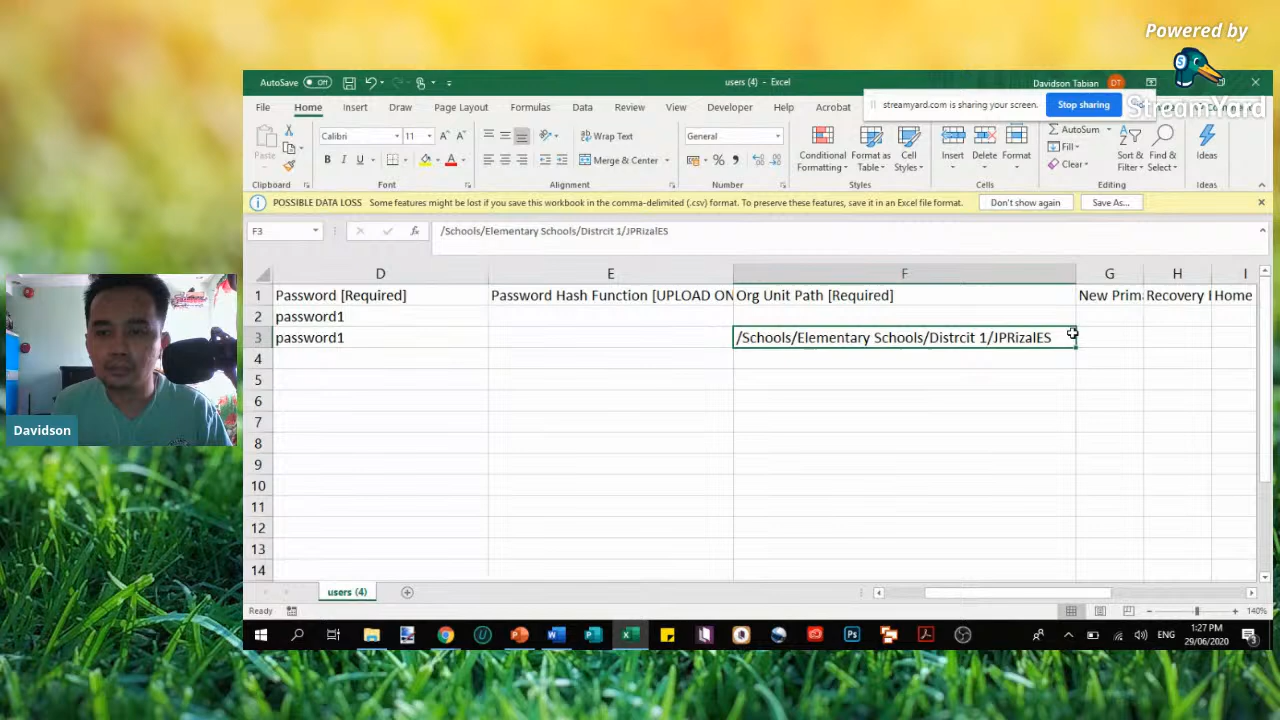 Powered by
StreamYard
AutoSave Off
users (4) - Excel
Davidson Tabian DT
File Home Insert Draw Page Layout Formulas Data Review View Developer Help Acrobat
streamyard.com is sharing your screen. Stop sharing
Paste
Calibri 11
Wrap Text
General
Conditional Formatting
Format as Table
Cell Styles
Insert Delete Format
AutoSum
Fill
Clear
Sort & Filter
Find & Select
Ideas
B I U
Merge & Center
Clipboard Font Alignment Number Styles Cells Editing Ideas
POSSIBLE DATA LOSS Some features might be lost if you save this workbook in the comma-delimited (.csv) format. To preserve these features, save it in an Excel file format. Don't show again Save As...
F3 fx /Schools/Elementary Schools/Distrcit 1/JPRizalES
D E F G H I
1 Password [Required] Password Hash Function [UPLOAD ON Org Unit Path [Required] New Prim Recovery Home
2 password1
3 password1 /Schools/Elementary Schools/Distrcit 1/JPRizalES
4
5
6
7
8
9
10
11
12
13
14
Davidson
users (4)
Ready 140%
ENG 1:27 PM
29/06/2020